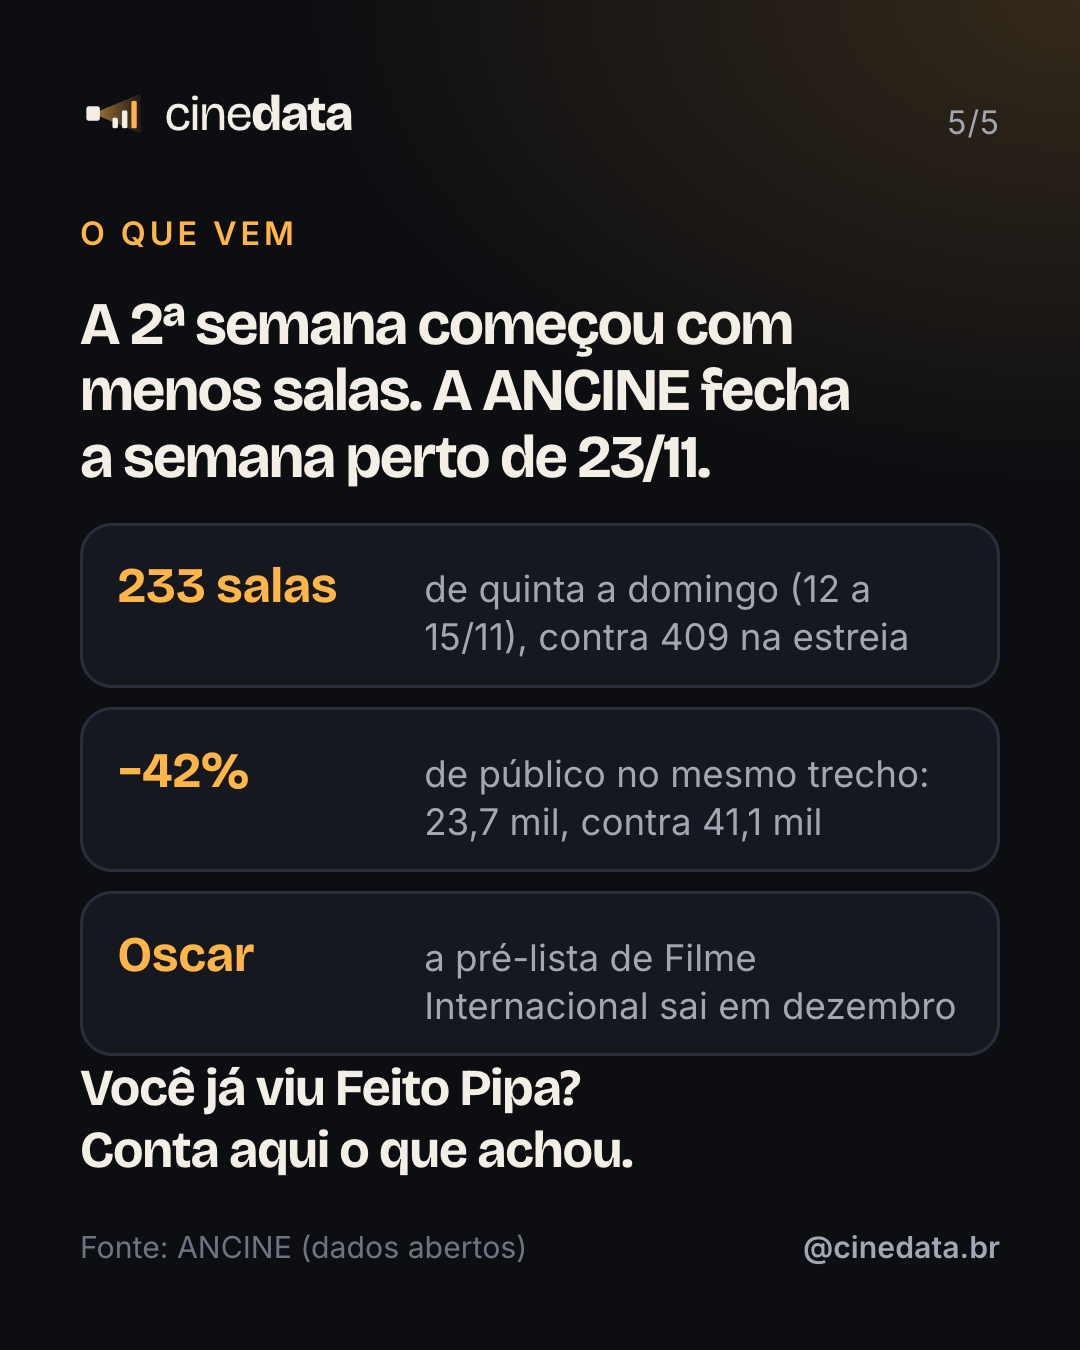 cinedata
5/5
O QUE VEM
A 2ª semana começou com
menos salas. A ANCINE fecha
a semana perto de 23/11.
233 salas
de quinta a domingo (12 a
15/11), contra 409 na estreia
−42%
de público no mesmo trecho:
23,7 mil, contra 41,1 mil
Oscar
a pré-lista de Filme
Internacional sai em dezembro
Você já viu Feito Pipa?
Conta aqui o que achou.
Fonte: ANCINE (dados abertos)
@cinedata.br